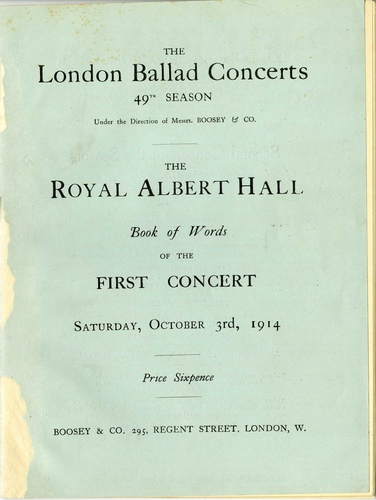 THE
London Ballad Concerts
49TH SEASON
Under the Direction of Messrs. BOOSEY & CO.
THE
ROYAL ALBERT HALL
Book of Words
OF THE
FIRST CONCERT
SATURDAY, OCTOBER 3rd, 1914
Price Sixpence
BOOSEY & CO. 295, REGENT STREET. LONDON, W.